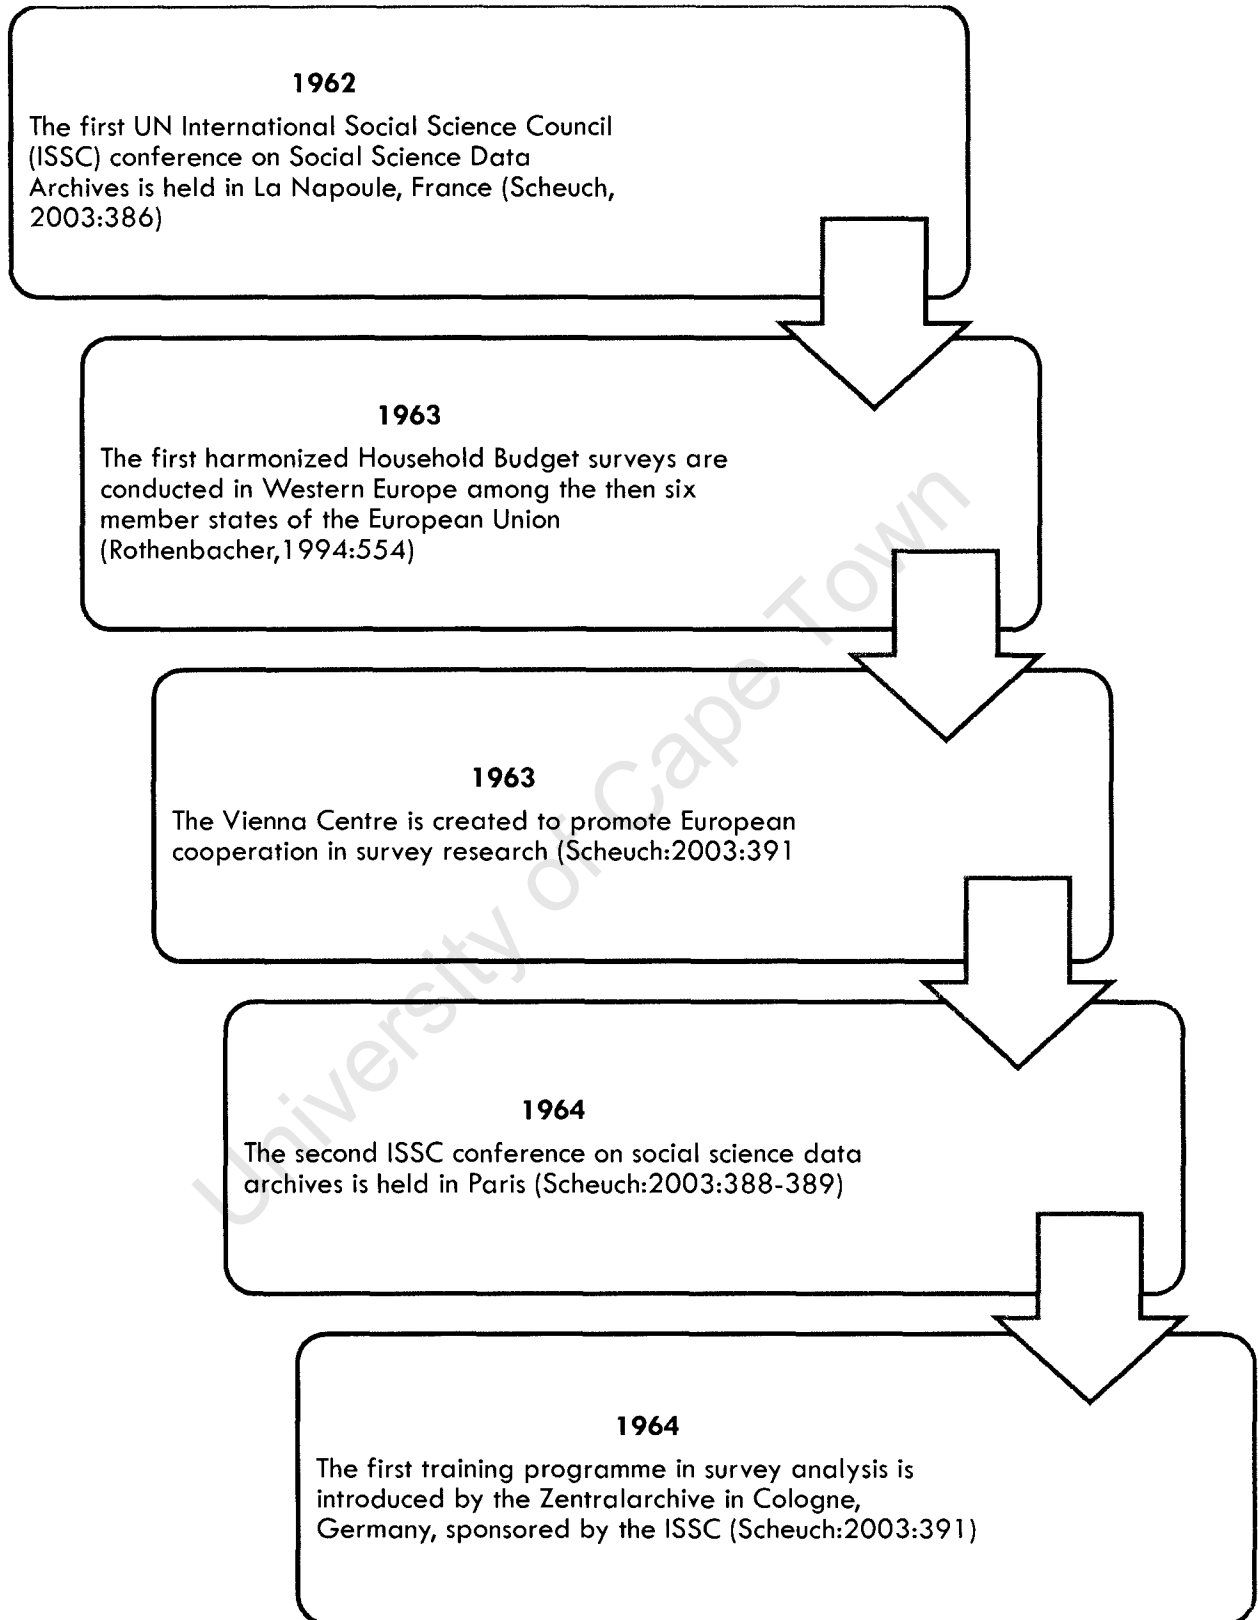 1962
The first UN International Social Science Council
(ISSC) conference on Social Science Data
Archives is held in La Napoule, France (Scheuch,
2003:386)
1963
The first harmonized Household Budget surveys are
conducted in Western Europe among the then six
member states of the European Union
(Rothenbacher,1994:554)
1963
The Vienna Centre is created to promote European
cooperation in survey research (Scheuch:2003:391
1964
The second ISSC conference on social science data
archives is held in Paris (Scheuch:2003:388-389)
1964
The first training programme in survey analysis is
introduced by the Zentralarchive in Cologne,
Germany, sponsored by the ISSC (Scheuch:2003:391)
University of Cape Town